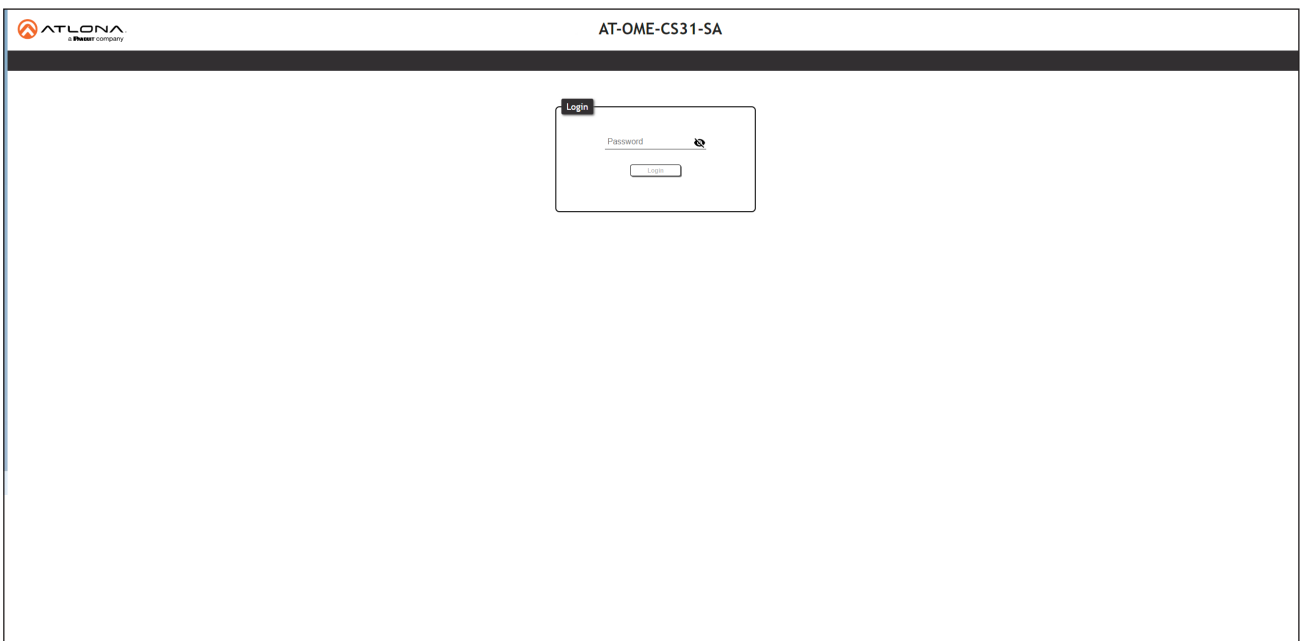 ATLONA
a PANDUIT company
AT-OME-CS31-SA
Login
Password
Login